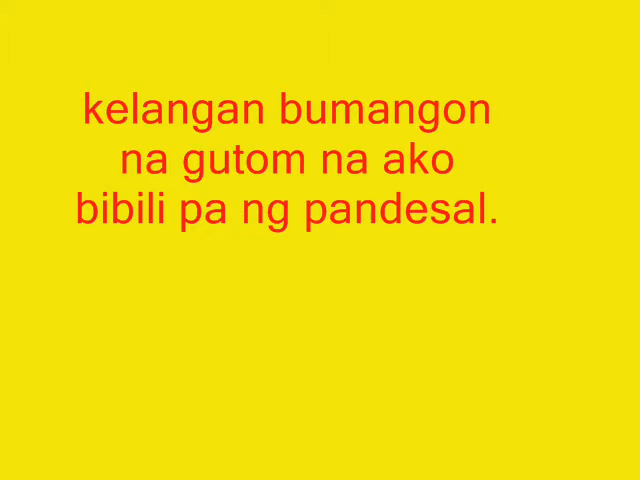 kelangan bumangon
na gutom na ako
bibili pa ng pandesal.